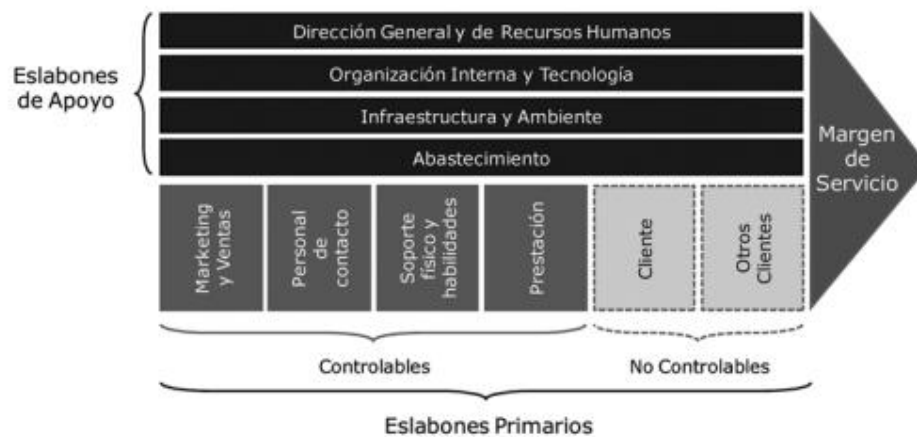 Eslabones
de Apoyo
Dirección General y de Recursos Humanos
Organización Interna y Tecnología
Infraestructura y Ambiente
Abastecimiento
Margen
de
Servicio
Marketing
y Ventas
Personal
de
contacto
Soporte
físico y
habilidades
Prestación
Cliente
Otros
Clientes
Controlables
No Controlables
Eslabones Primarios